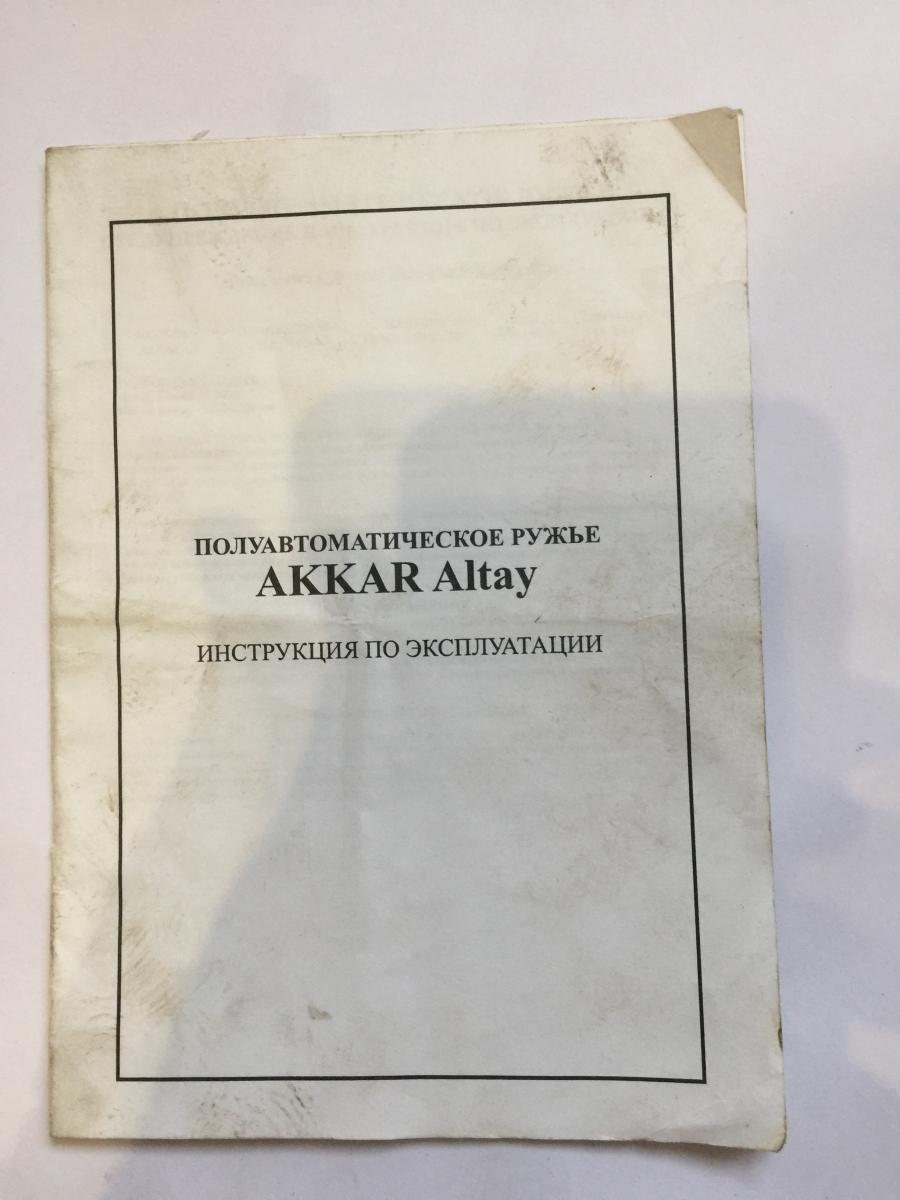 ПОЛУАВТОМАТИЧЕСКОЕ РУЖЬЕ
AKKAR Altay
ИНСТРУКЦИЯ ПО ЭКСПЛУАТАЦИИ